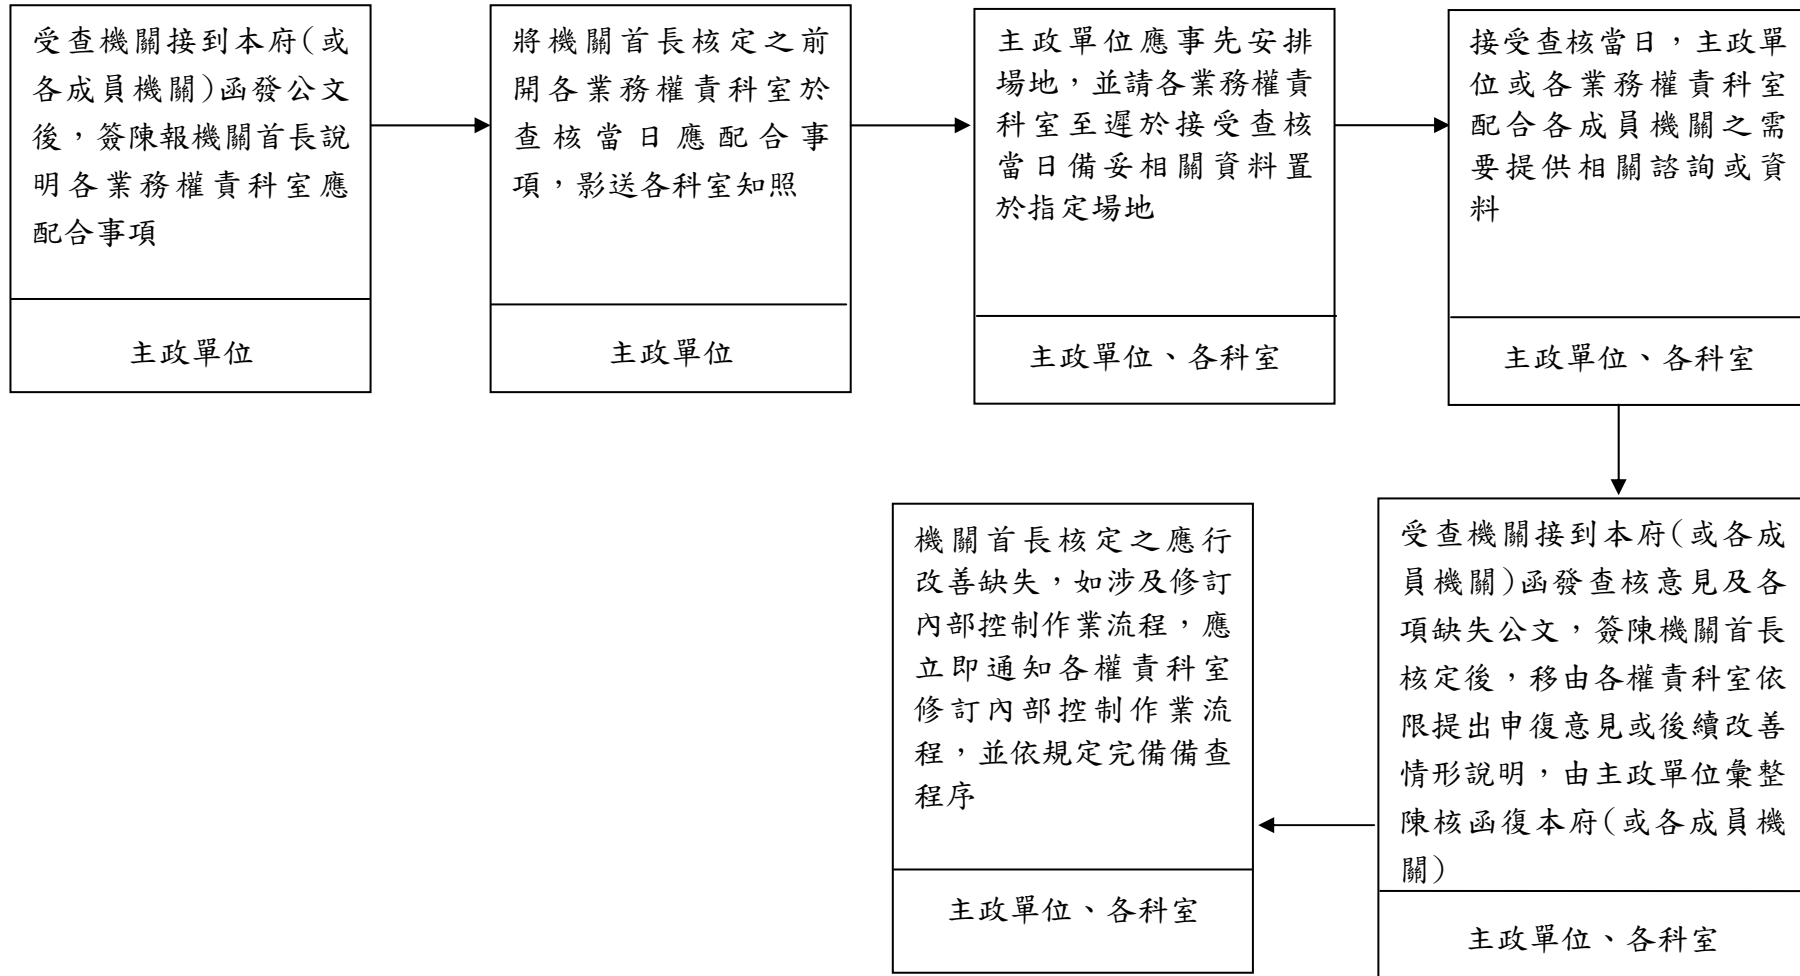 受查機關接到本府(或
各成員機關)函發公文
後，簽陳報機關首長說
明各業務權責科室應
配合事項
主政單位
將機關首長核定之前
開各業務權責科室於
查核當日應配合事
項，影送各科室知照
主政單位
主政單位應事先安排
場地，並請各業務權責
科室至遲於接受查核
當日備妥相關資料置
於指定場地
主政單位、各科室
接受查核當日，主政單
位或各業務權責科室
配合各成員機關之需
要提供相關諮詢或資
料
主政單位、各科室
受查機關接到本府(或各成
員機關)函發查核意見及各
項缺失公文，簽陳機關首長
核定後，移由各權責科室依
限提出申復意見或後續改善
情形說明，由主政單位彙整
陳核函復本府(或各成員機
關)
主政單位、各科室
機關首長核定之應行
改善缺失，如涉及修訂
內部控制作業流程，應
立即通知各權責科室
修訂內部控制作業流
程，並依規定完備備查
程序
主政單位、各科室